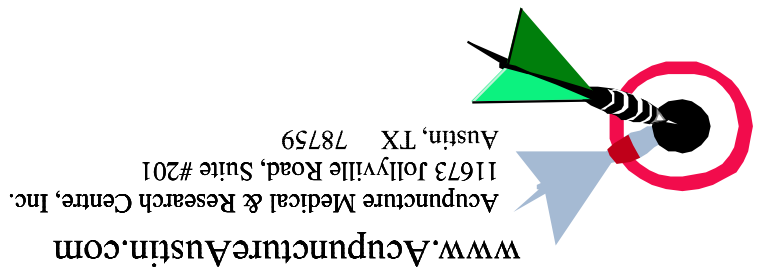 www.AcupunctureAustin.com
Acupuncture Medical & Research Centre, Inc.
11673 Jollyville Road, Suite #201
Austin, TX 78759